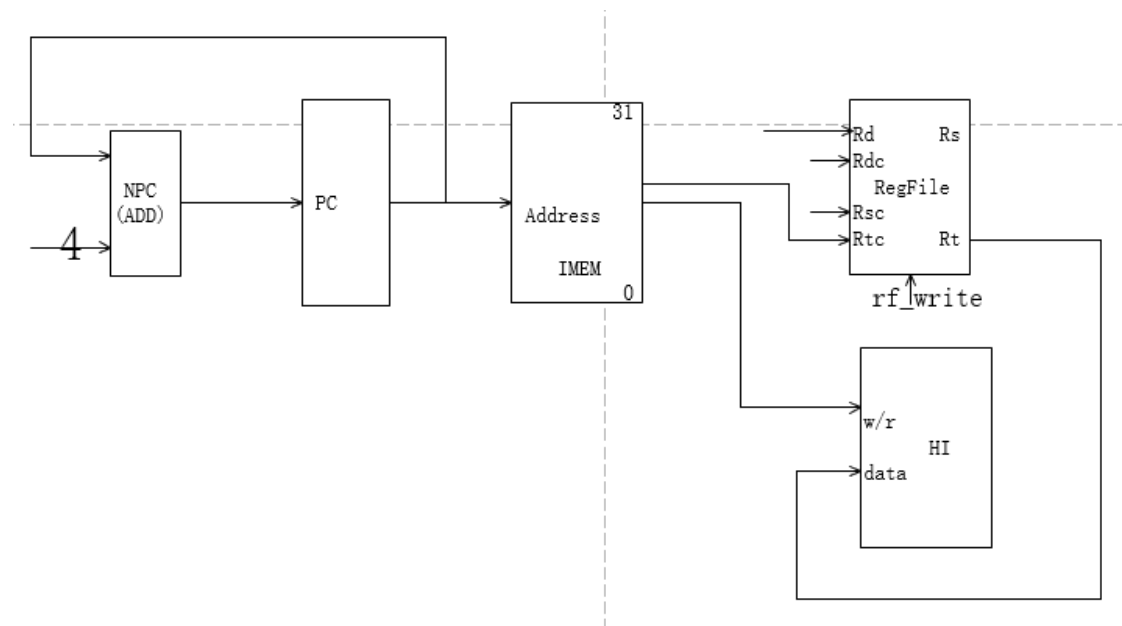 NPC
(ADD)
4
PC
31
Address
IMEM
0
Rd Rs
Rdc
RegFile
Rsc
Rtc Rt
rf_write
w/r
HI
data